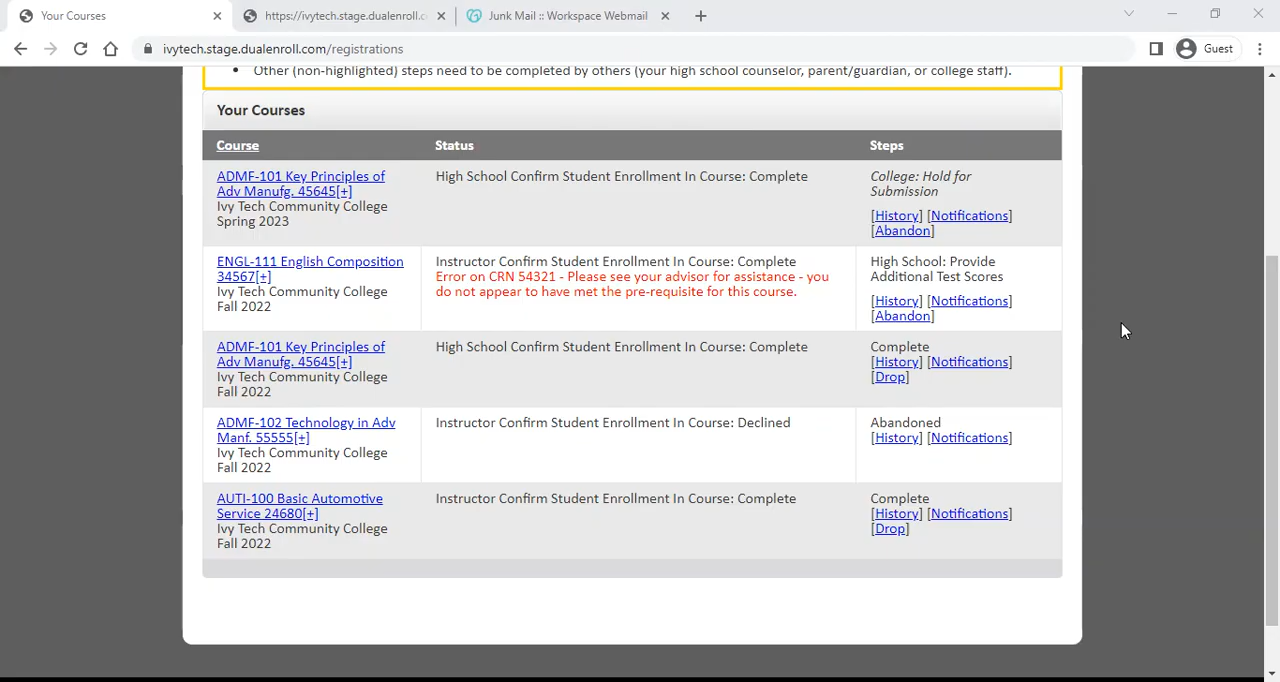 Your Courses
https://ivytech.stage.dualenroll.c
Junk Mail :: Workspace Webmail
ivytech.stage.dualenroll.com/registrations
Guest
• Other (non-highlighted) steps need to be completed by others (your high school counselor, parent/guardian, or college staff).
Your Courses
Course Status Steps
ADMF-101 Key Principles of
Adv Manufg. 45645[+]
Ivy Tech Community College
Spring 2023
High School Confirm Student Enrollment In Course: Complete
College: Hold for
Submission
[History] [Notifications]
[Abandon]
ENGL-111 English Composition
34567[+]
Ivy Tech Community College
Fall 2022
Instructor Confirm Student Enrollment In Course: Complete
Error on CRN 54321 - Please see your advisor for assistance - you
do not appear to have met the pre-requisite for this course.
High School: Provide
Additional Test Scores
[History] [Notifications]
[Abandon]
ADMF-101 Key Principles of
Adv Manufg. 45645[+]
Ivy Tech Community College
Fall 2022
High School Confirm Student Enrollment In Course: Complete
Complete
[History] [Notifications]
[Drop]
ADMF-102 Technology in Adv
Manf. 55555[+]
Ivy Tech Community College
Fall 2022
Instructor Confirm Student Enrollment In Course: Declined
Abandoned
[History] [Notifications]
AUTI-100 Basic Automotive
Service 24680[+]
Ivy Tech Community College
Fall 2022
Instructor Confirm Student Enrollment In Course: Complete
Complete
[History] [Notifications]
[Drop]